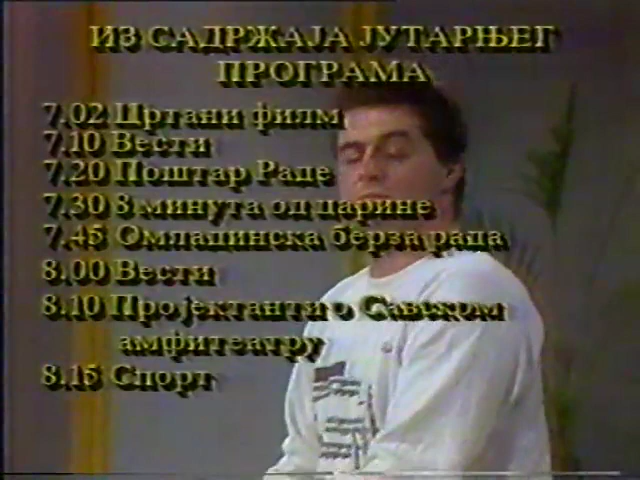 ИЗ САДРЖАЈА ЈУТАРЊЕГ
ПРОГРАМА
7.02 Цртани филм
7.10 Вести
7.20 Поштар Раде
7.30 8 минута од царине
7.45 Омладинска берза рада
8.00 Вести
8.10 Пројектанти о Савском
амфитеатру
8.15 Спорт